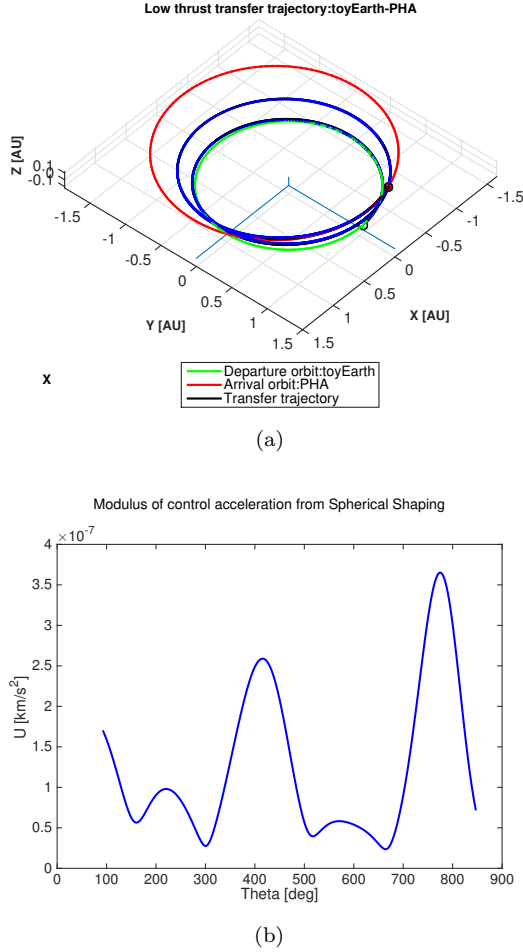 Low thrust transfer trajectory:toyEarth-PHA
Z [AU]
0.1
0
-0.1
-1.5
-1
-0.5
0
0.5
1
1.5
Y [AU]
-1.5
-1
-0.5
0
0.5
1
1.5
X [AU]
X
Departure orbit:toyEarth
Arrival orbit:PHA
Transfer trajectory
(a)
Modulus of control acceleration from Spherical Shaping
×10^-7
4
3.5
3
2.5
2
1.5
1
0.5
0
U [km/s^2]
0 100 200 300 400 500 600 700 800 900
Theta [deg]
(b)